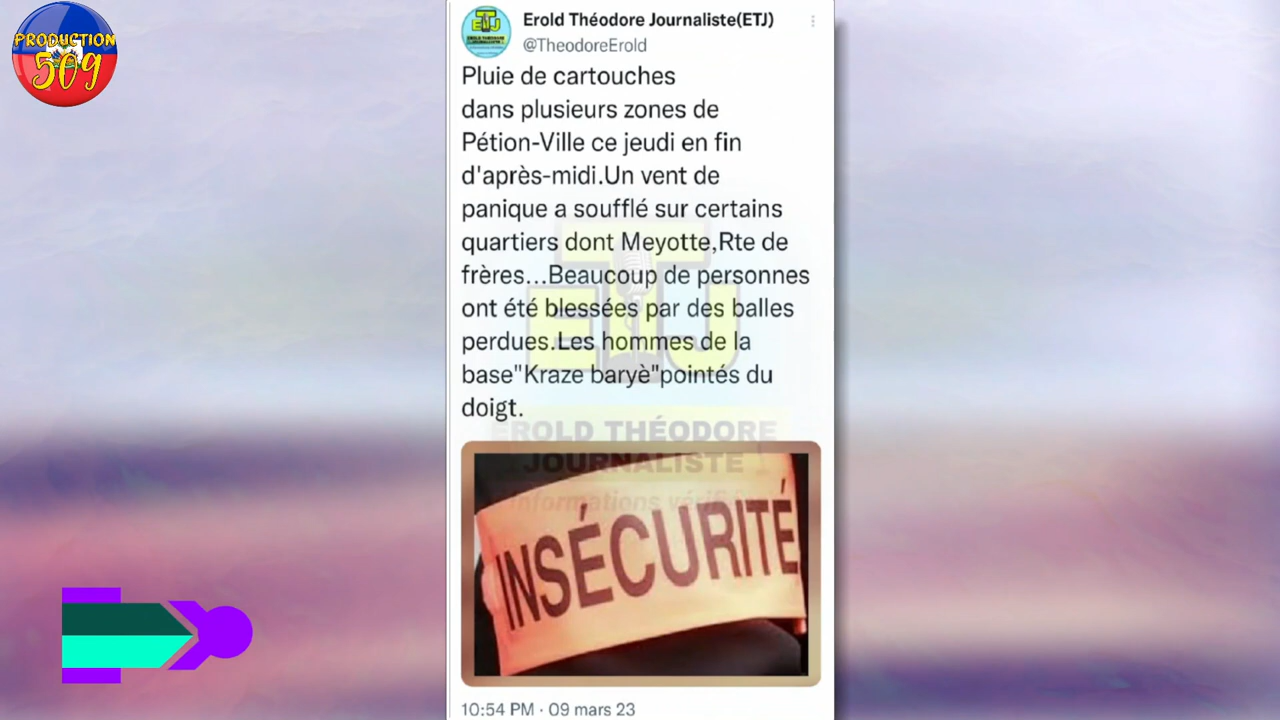 PRODUCTION
509
ETJ
Erold Théodore Journaliste(ETJ)
@TheodoreErold
Pluie de cartouches
dans plusieurs zones de
Pétion-Ville ce jeudi en fin
d'après-midi.Un vent de
panique a soufflé sur certains
quartiers dont Meyotte,Rte de
frères...Beaucoup de personnes
ont été blessées par des balles
perdues.Les hommes de la
base"Kraze baryè"pointés du
doigt.
ETJ
EROLD THÉODORE
JOURNALISTE
INSÉCURITÉ
10:54 PM · 09 mars 23